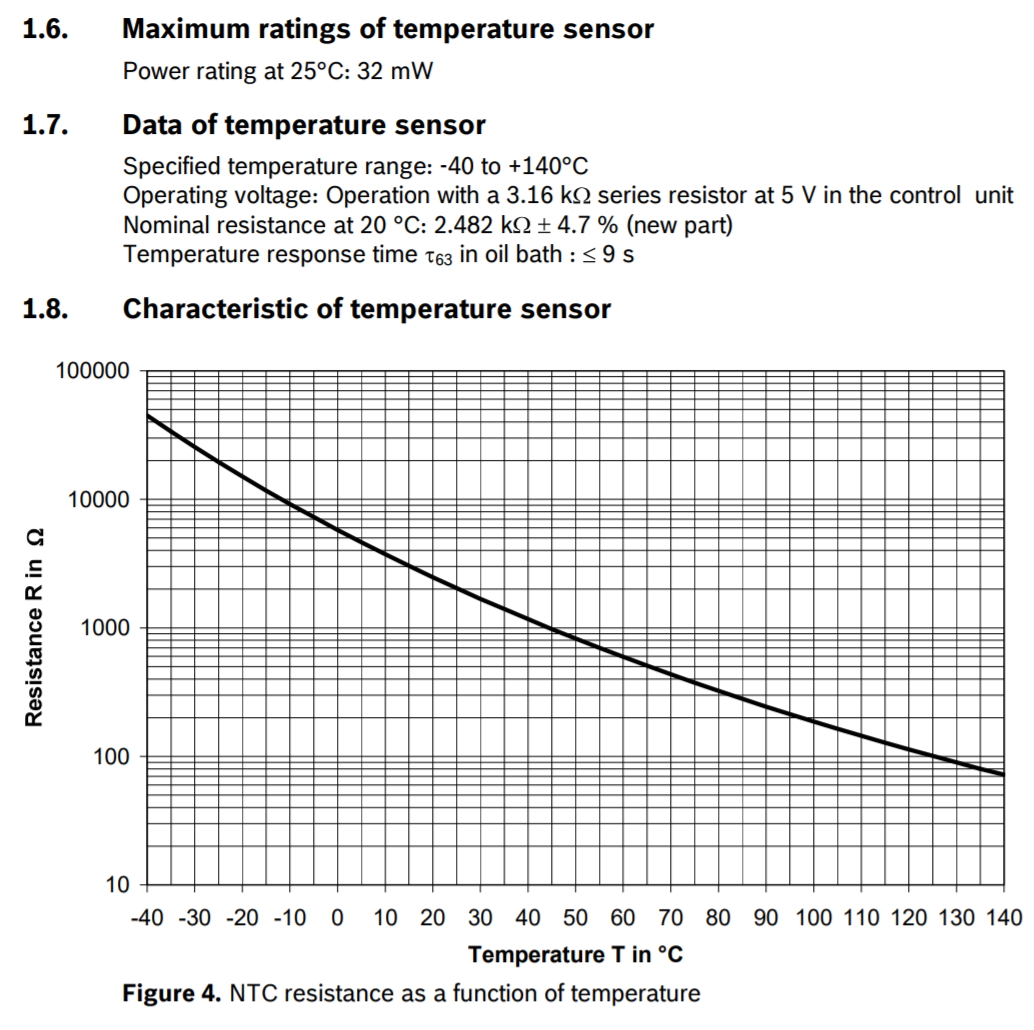 1.6. Maximum ratings of temperature sensor
Power rating at 25°C: 32 mW
1.7. Data of temperature sensor
Specified temperature range: -40 to +140°C
Operating voltage: Operation with a 3.16 kΩ series resistor at 5 V in the control unit
Nominal resistance at 20 °C: 2.482 kΩ ± 4.7 % (new part)
Temperature response time τ63 in oil bath : ≤ 9 s
1.8. Characteristic of temperature sensor
100000
10000
1000
100
10
Resistance R in Ω
-40 -30 -20 -10 0 10 20 30 40 50 60 70 80 90 100 110 120 130 140
Temperature T in °C
Figure 4. NTC resistance as a function of temperature